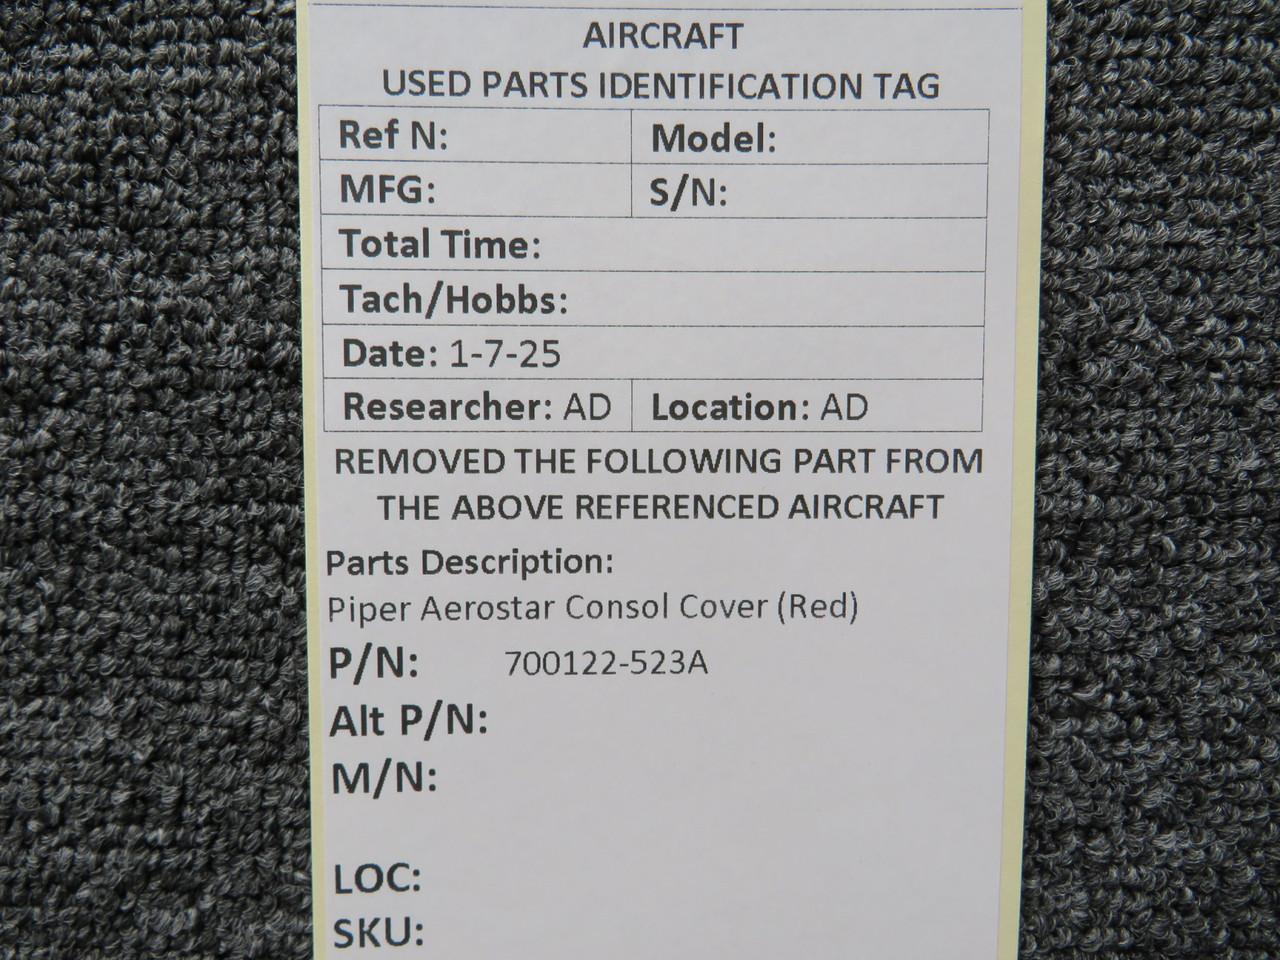 AIRCRAFT
USED PARTS IDENTIFICATION TAG
Ref N: Model:
MFG: S/N:
Total Time:
Tach/Hobbs:
Date: 1-7-25
Researcher: AD Location: AD
REMOVED THE FOLLOWING PART FROM
THE ABOVE REFERENCED AIRCRAFT
Parts Description:
Piper Aerostar Consol Cover (Red)
P/N: 700122-523A
Alt P/N:
M/N:
LOC:
SKU: